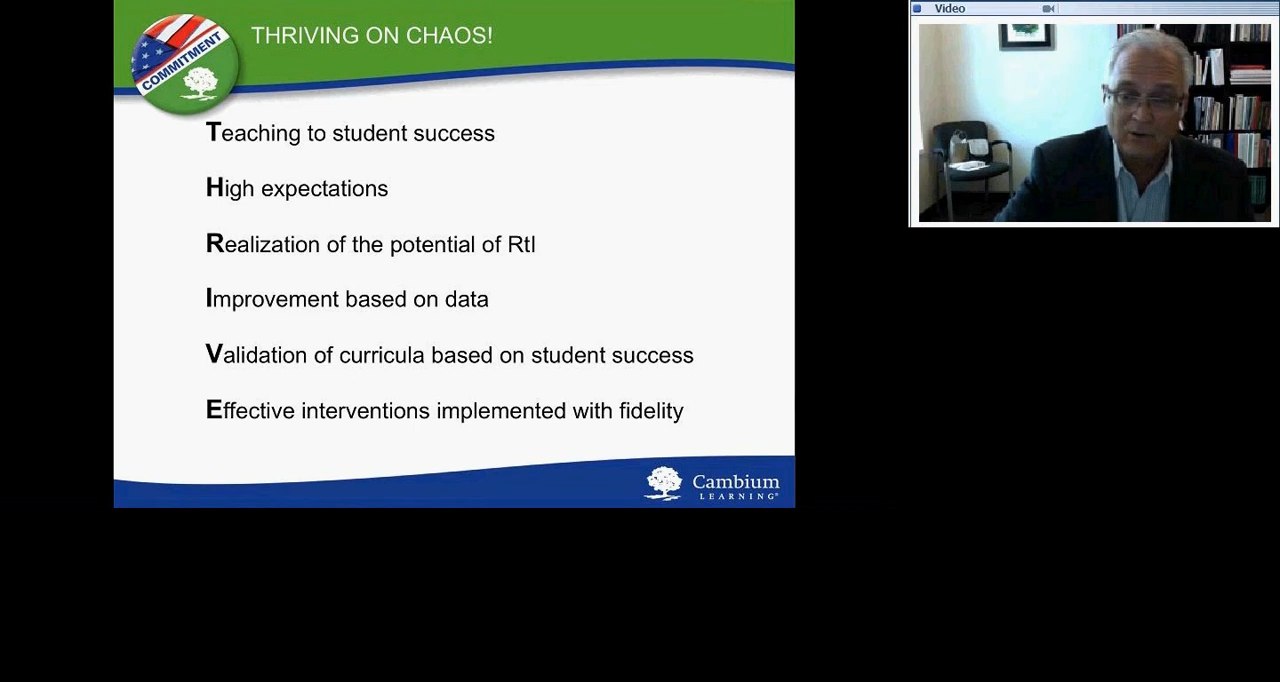 THRIVING ON CHAOS!
COMMITMENT
Teaching to student success
High expectations
Realization of the potential of RtI
Improvement based on data
Validation of curricula based on student success
Effective interventions implemented with fidelity
Cambium
LEARNING®
Video